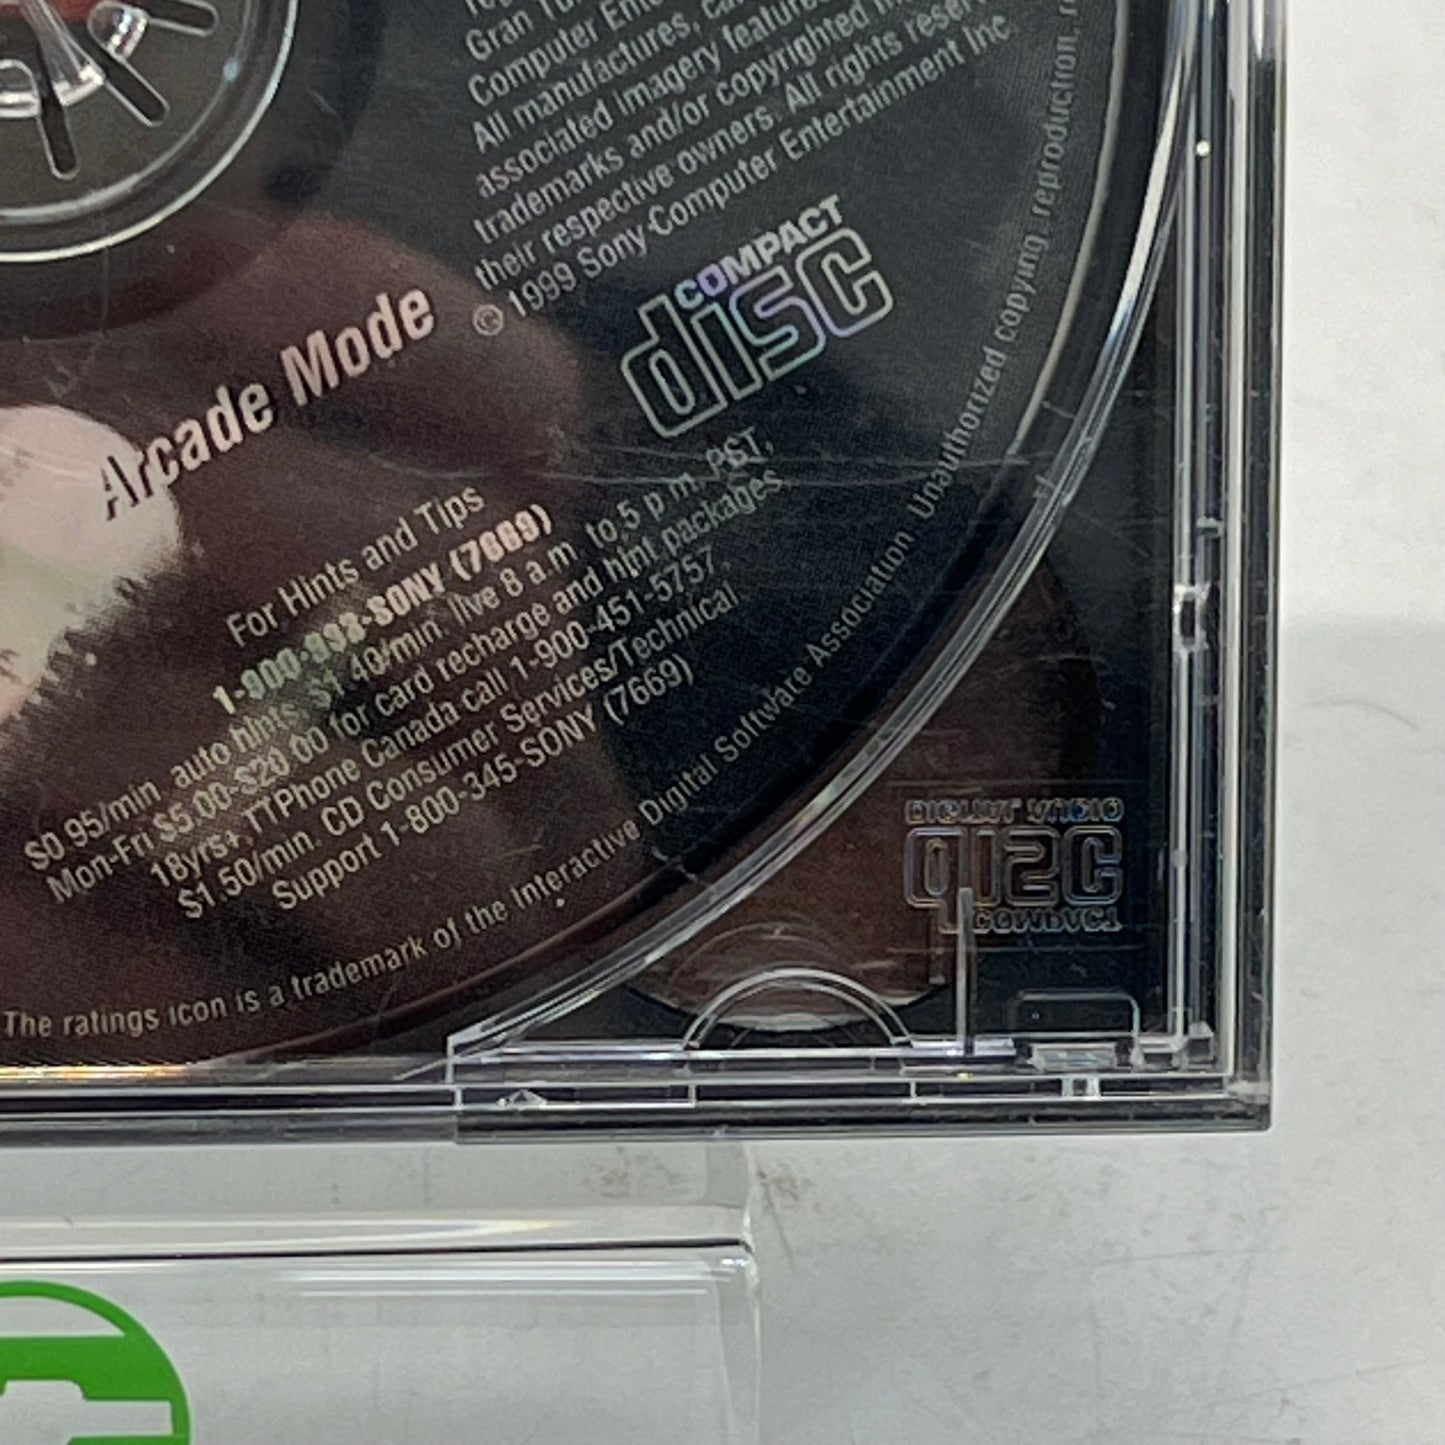 Gran Tu
Computer Ente
All manufactures, ca
associated imagery feature
trademarks and/or copyrighted m
their respective owners. All rights reser
© 1999 Sony Computer Entertainment Inc.
COMPACT
disc
Arcade Mode
For Hints and Tips
1-900-933-SONY (7669)
$0.95/min. auto hints, $1.40/min. live 8 a.m. to 5 p.m. PST,
Mon-Fri $5.00-$20.00 for card recharge and hint packages.
18yrs+, TTPhone Canada call 1-900-451-5757,
$1.50/min. CD Consumer Services/Technical
Support 1-800-345-SONY (7669)
The ratings icon is a trademark of the Interactive Digital Software Association. Unauthorized copying, reproduction, r
COMPACT
disc
DIGITAL AUDIO